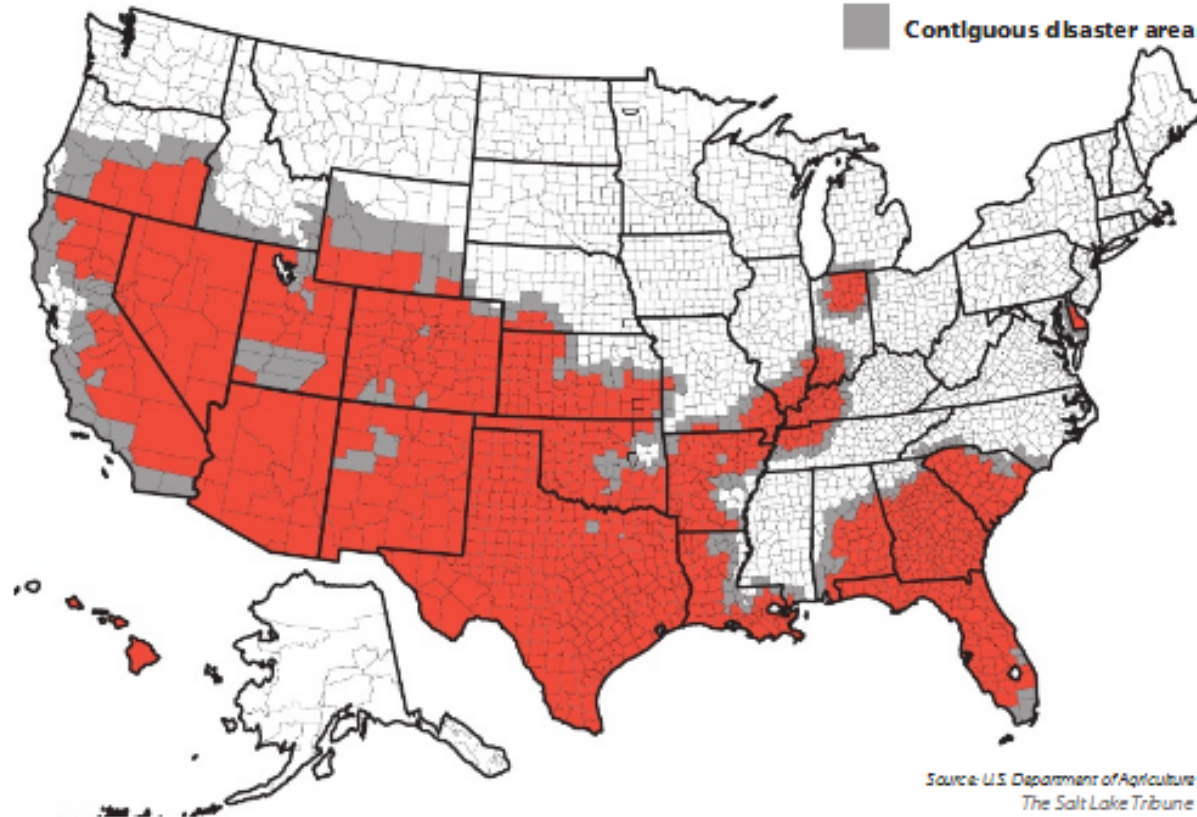 Contiguous disaster area
Source: U.S. Department of Agriculture
The Salt Lake Tribune